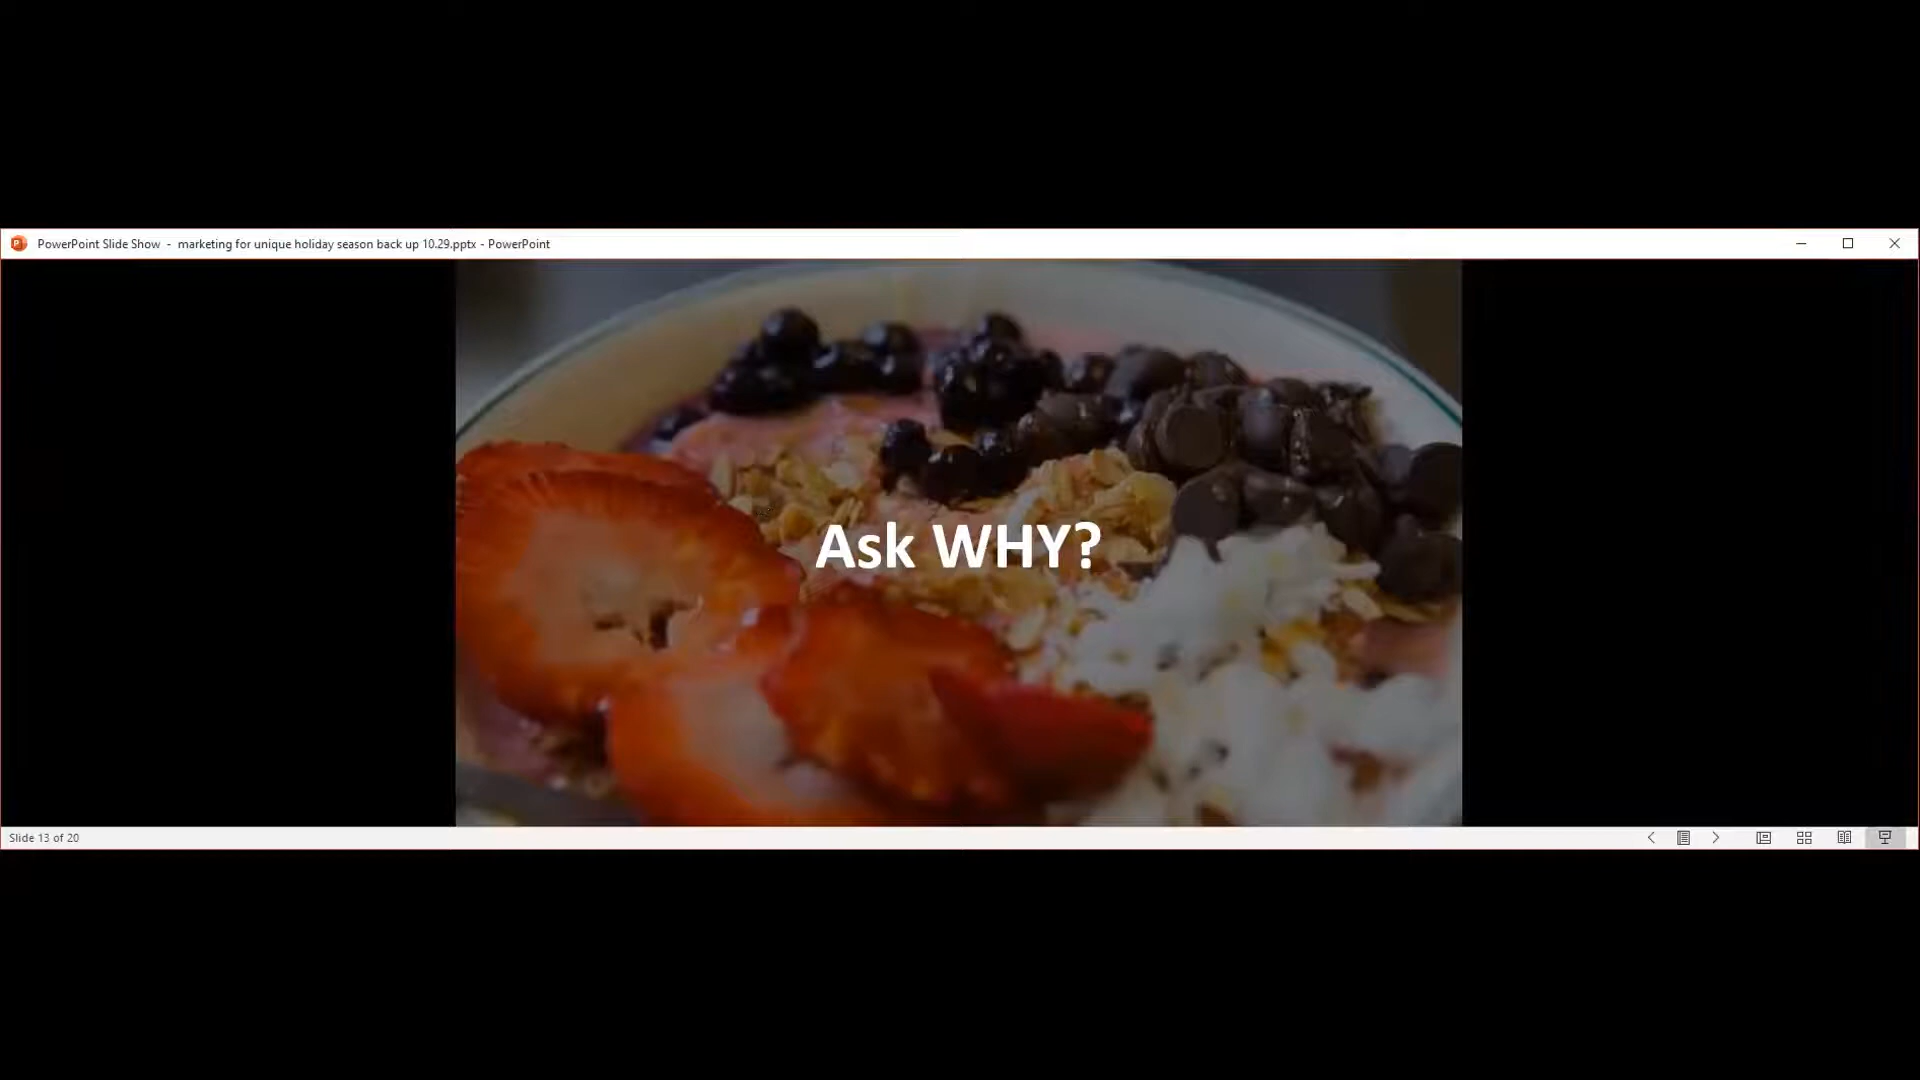 PowerPoint Slide Show - marketing for unique holiday season back up 10.29.pptx - PowerPoint
Ask WHY?
Slide 13 of 20